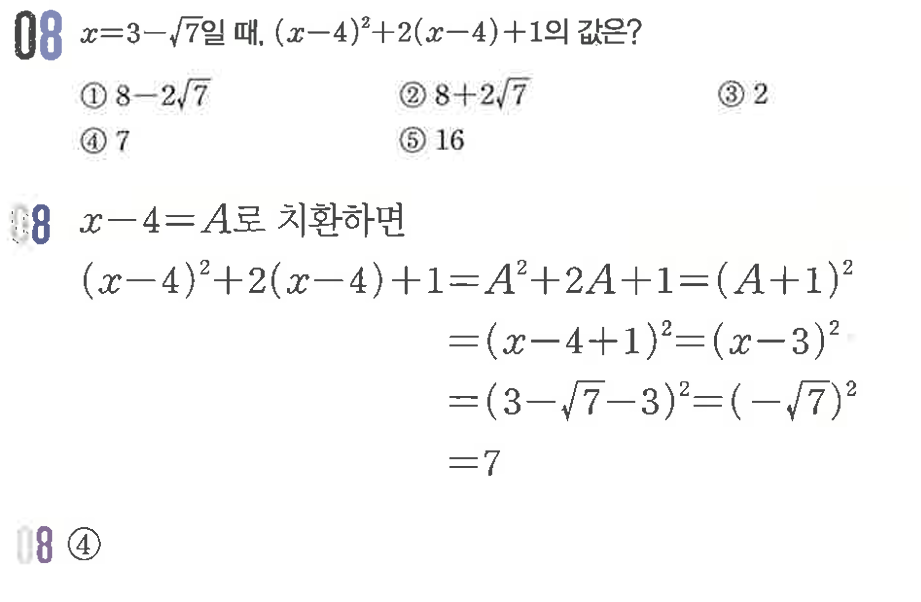 08 x=3−√7일 때, (x−4)²+2(x−4)+1의 값은?
① 8−2√7 ② 8+2√7 ③ 2
④ 7 ⑤ 16
08 x−4=A로 치환하면
(x−4)²+2(x−4)+1=A²+2A+1=(A+1)²
=(x−4+1)²=(x−3)²
=(3−√7−3)²=(−√7)²
=7
08 ④